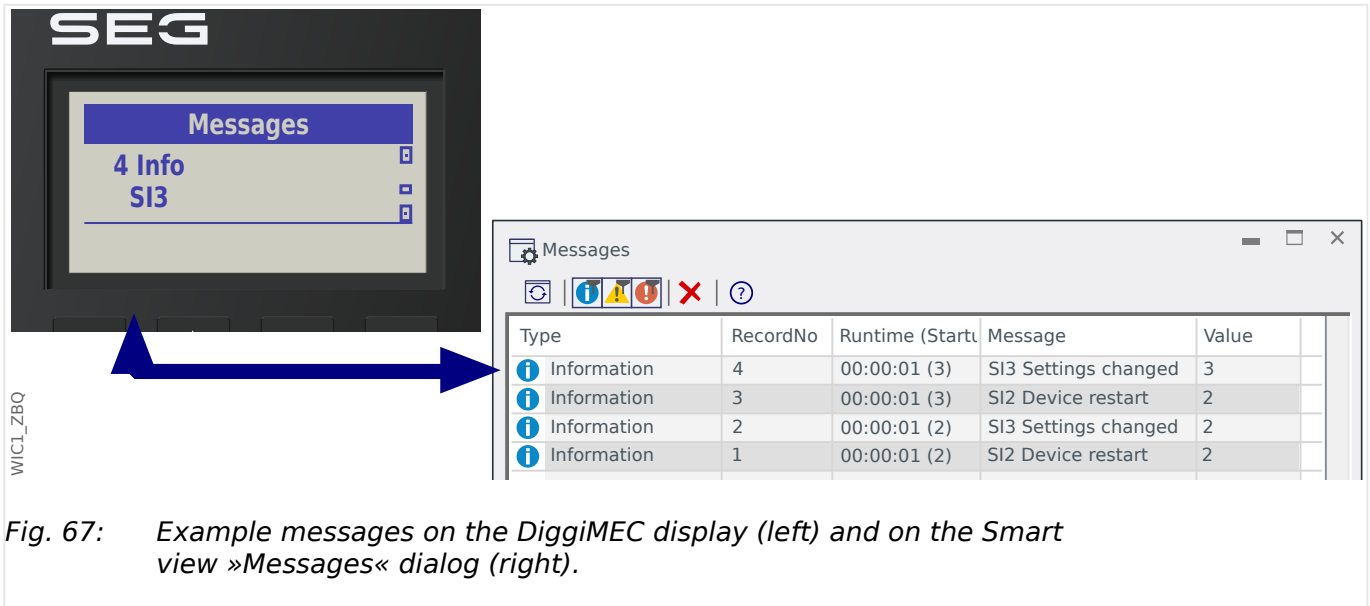 SEG
Messages
4 Info
SI3
Messages
Type RecordNo Runtime (Startu Message Value
Information 4 00:00:01 (3) SI3 Settings changed 3
Information 3 00:00:01 (3) SI2 Device restart 2
Information 2 00:00:01 (2) SI3 Settings changed 2
Information 1 00:00:01 (2) SI2 Device restart 2
WIC1_ZBQ
Fig. 67: Example messages on the DiggiMEC display (left) and on the Smart
view »Messages« dialog (right).